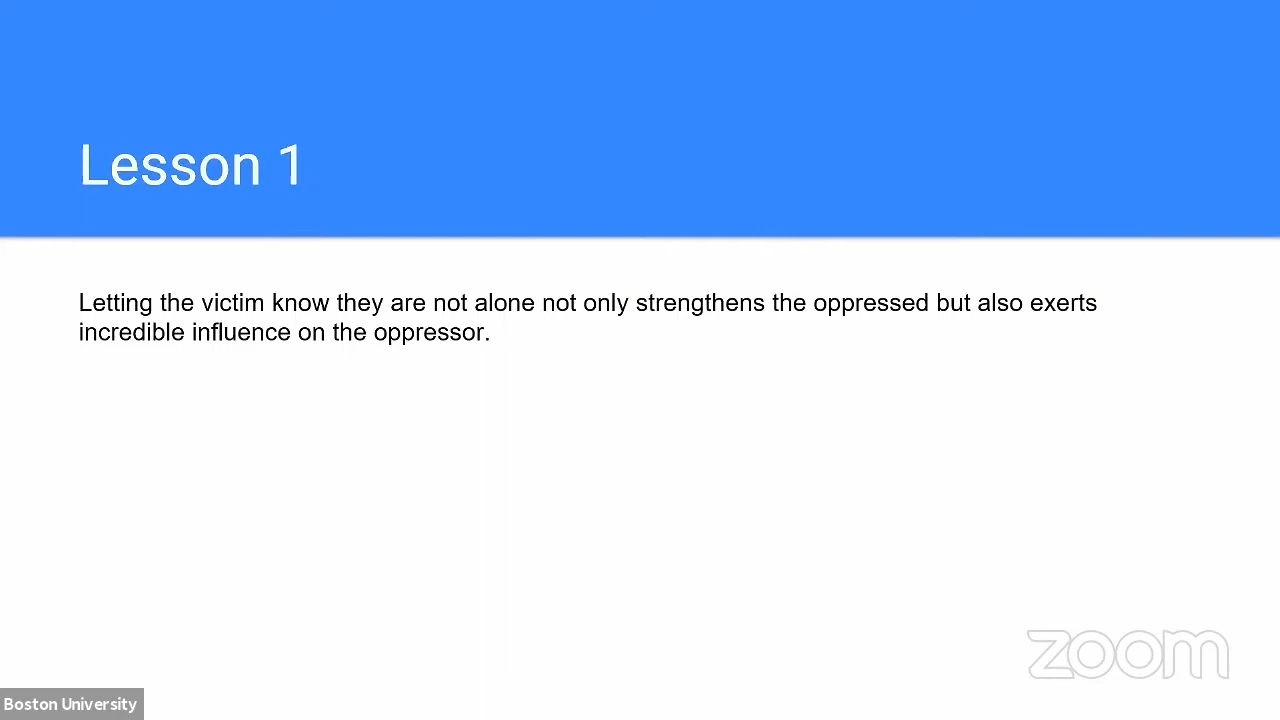 Lesson 1
Letting the victim know they are not alone not only strengthens the oppressed but also exerts
incredible influence on the oppressor.
zoom
Boston University